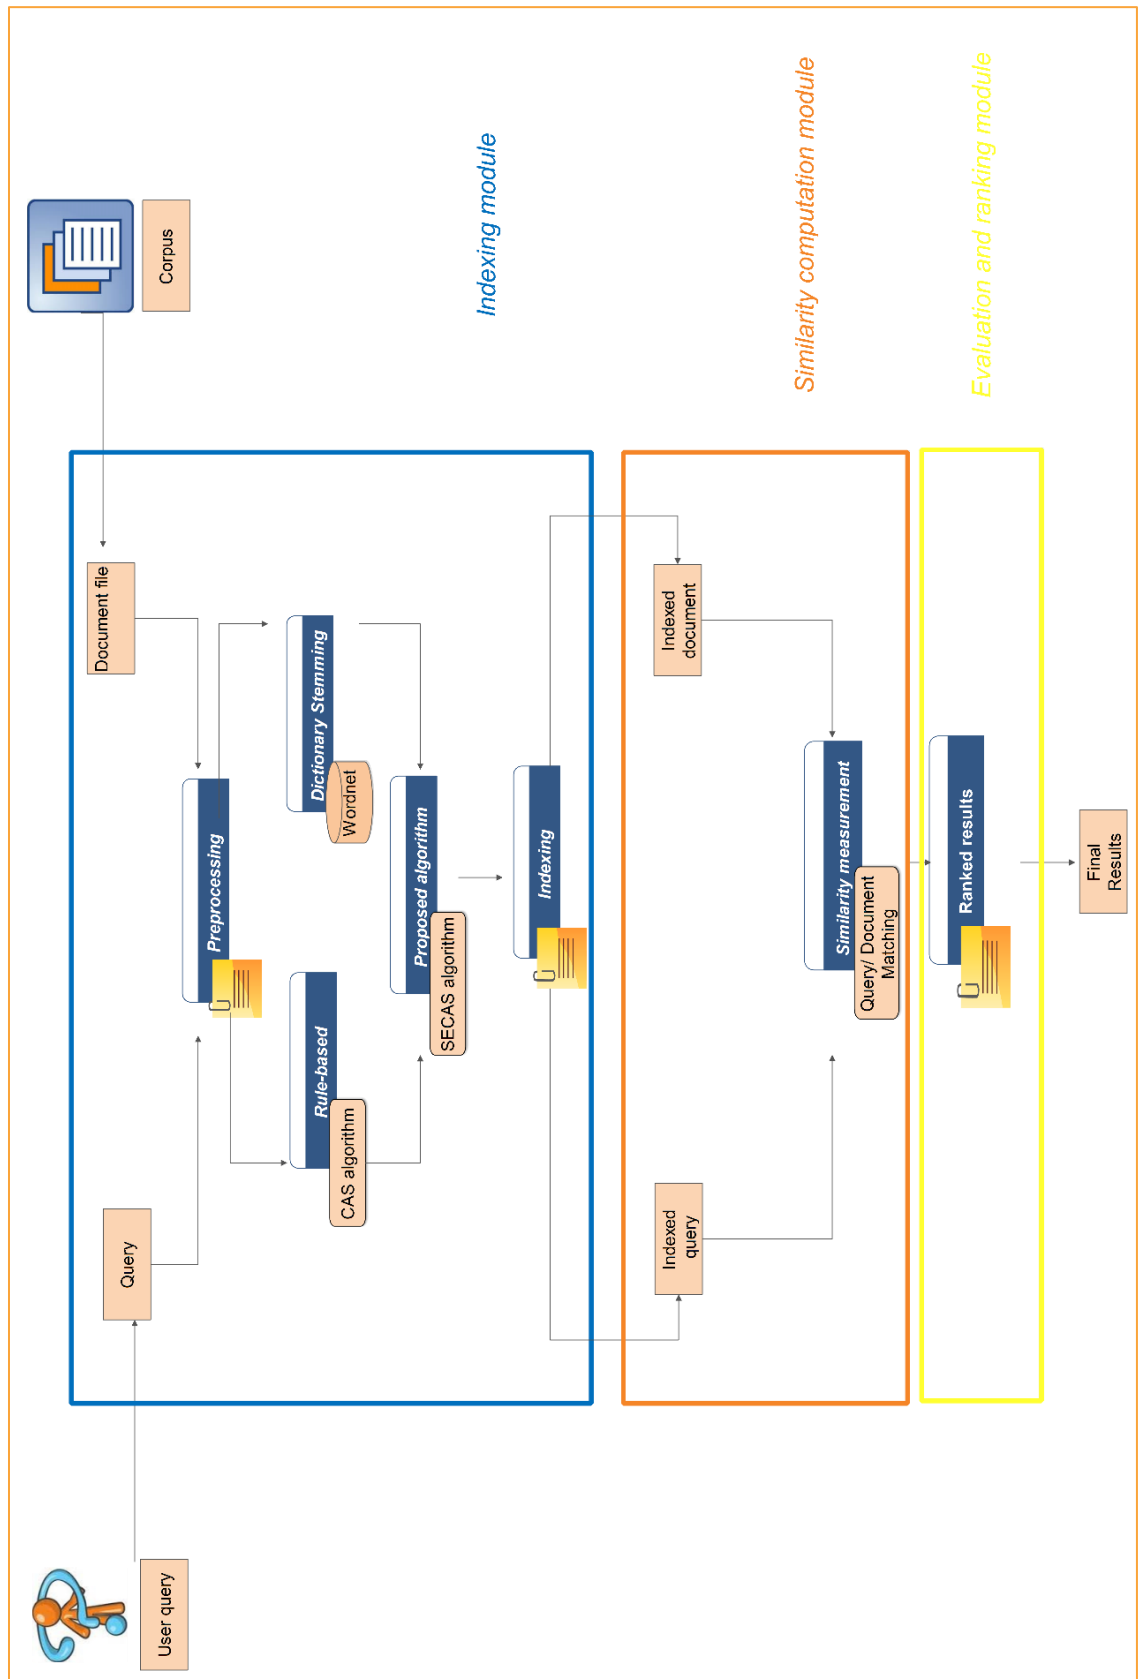 User query
Corpus
Query
Document file
Preprocessing
Rule-based
CAS algorithm
Dictionary Stemming
Wordnet
Proposed algorithm
SECAS algorithm
Indexing
Indexing module
Indexed
query
Indexed
document
Similarity measurement
Query/ Document
Matching
Similarity computation module
Ranked results
Evaluation and ranking module
Final
Results